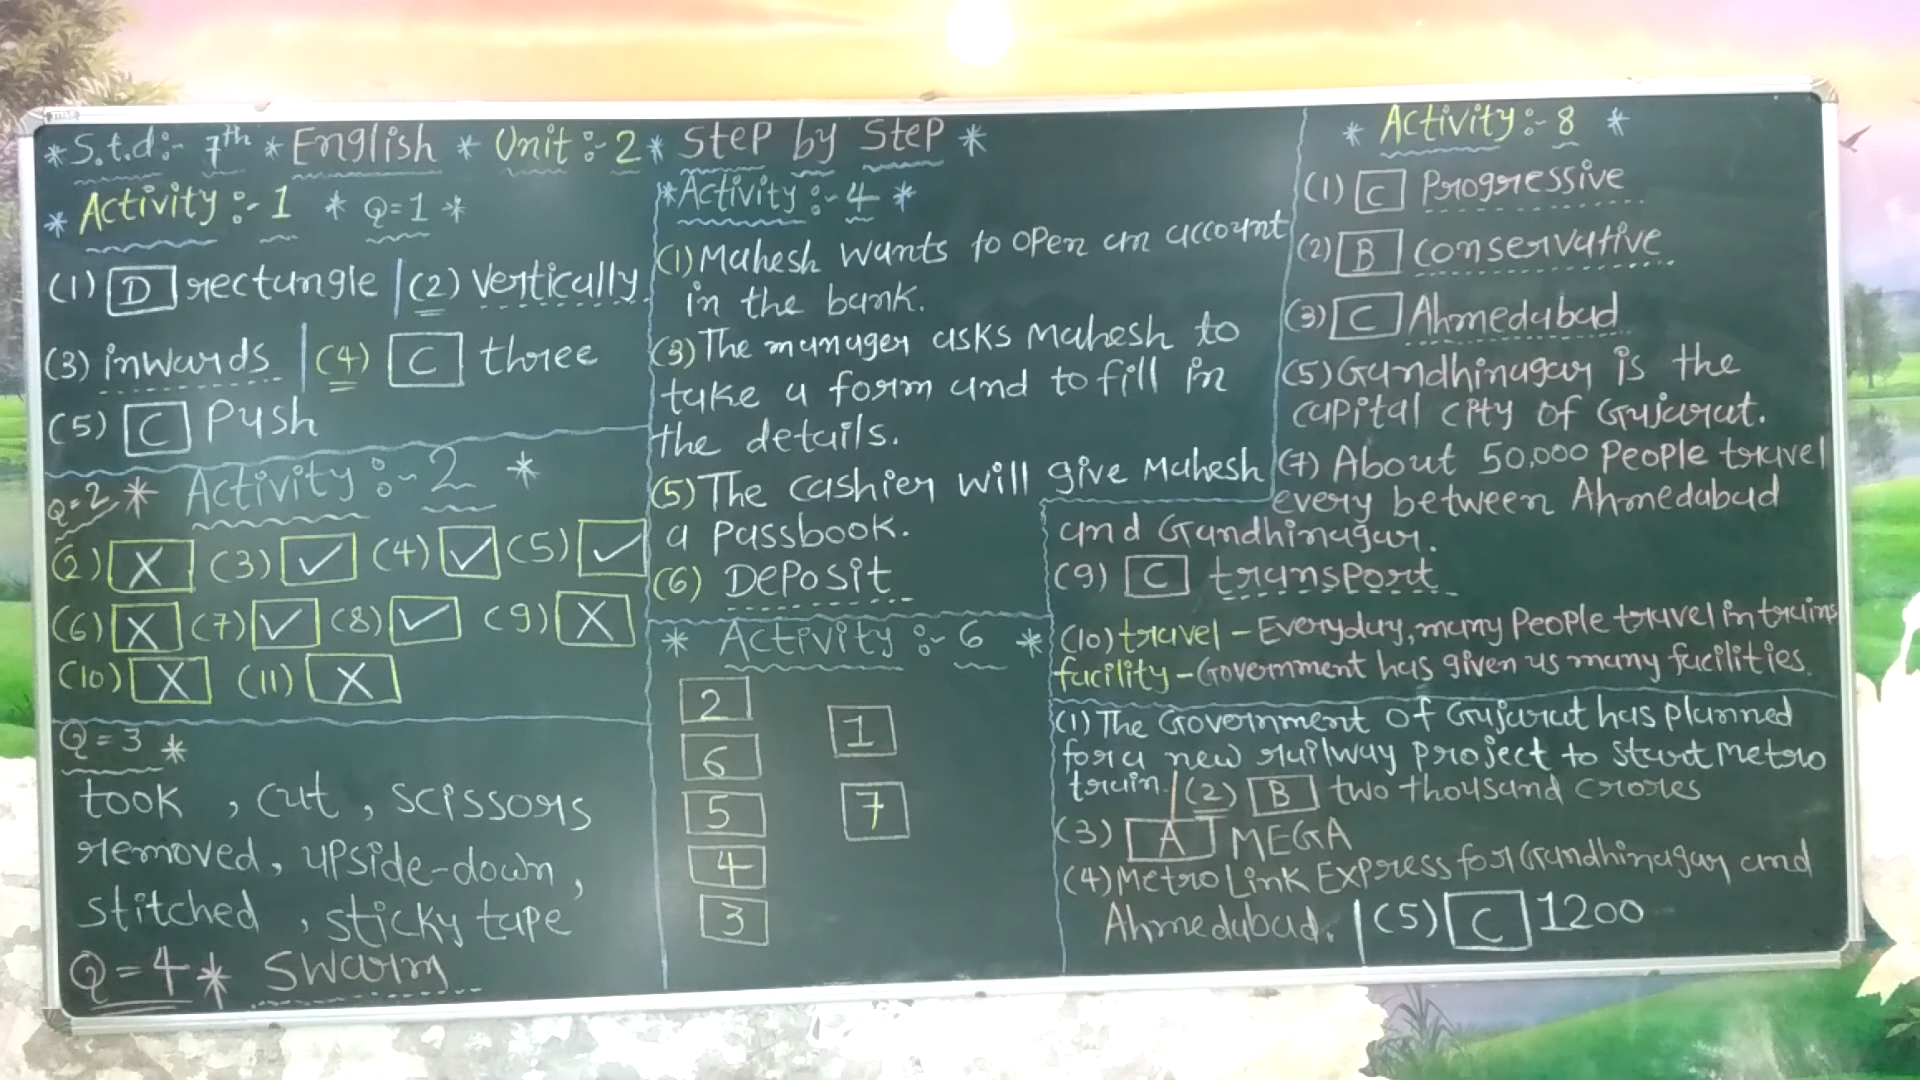 * S.t.d:- 7th * English * Unit :- 2 * Step by Step *
* Activity :- 1 * Q=1 *
(1) D rectangle | (2) vertically
(3) inwards | (4) C three
(5) C Push
Q=2 * Activity :- 2 *
(2) X (3) ✓ (4) ✓ (5) ✓
(6) X (7) ✓ (8) ✓ (9) X
(10) X (11) X
Q=3 *
took , cut , scissors
removed, upside-down ,
stitched , sticky tape
Q=4 * Swarm
* Activity :- 4 *
(1) Mahesh wants to open an account
in the bank.
(3) The manager asks Mahesh to
take a form and to fill in
the details.
(5) The cashier will give Mahesh
a passbook.
(6) Deposit
* Activity :- 6 *
2
6
5
4
3
1
7
* Activity :- 8 *
(1) C Progressive
(2) B conservative
(3) C Ahmedabad
(5) Gandhinagar is the
capital city of Gujarat.
(7) About 50,000 People travel
every between Ahmedabad
and Gandhinagar.
(9) C transport
(10) travel - Everyday, many People travel in trains
facility - Government has given us many facilities.
(1) The Government of Gujarat has planned
for a new railway project to start Metro
train. | (2) B two thousand crores
(3) A MEGA
(4) Metro Link Express for Gandhinagar and
Ahmedabad. | (5) C 1200